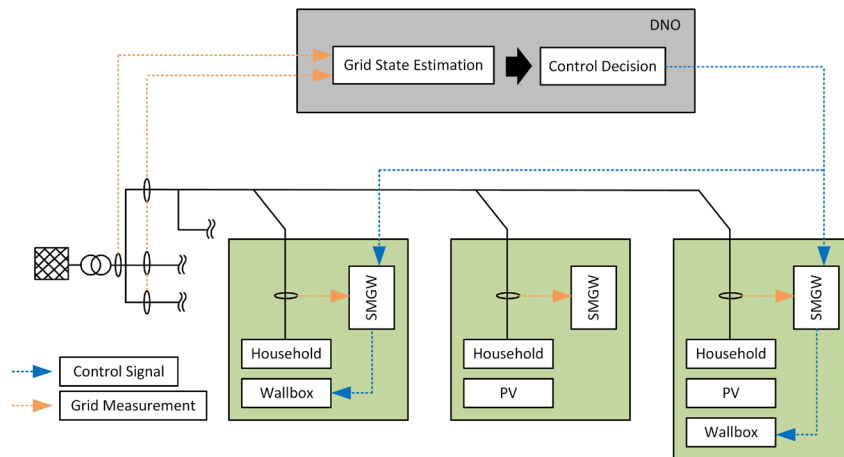 DNO
Grid State Estimation
Control Decision
SMGW
SMGW
SMGW
Household
Household
Household
Wallbox
PV
PV
Wallbox
Control Signal
Grid Measurement